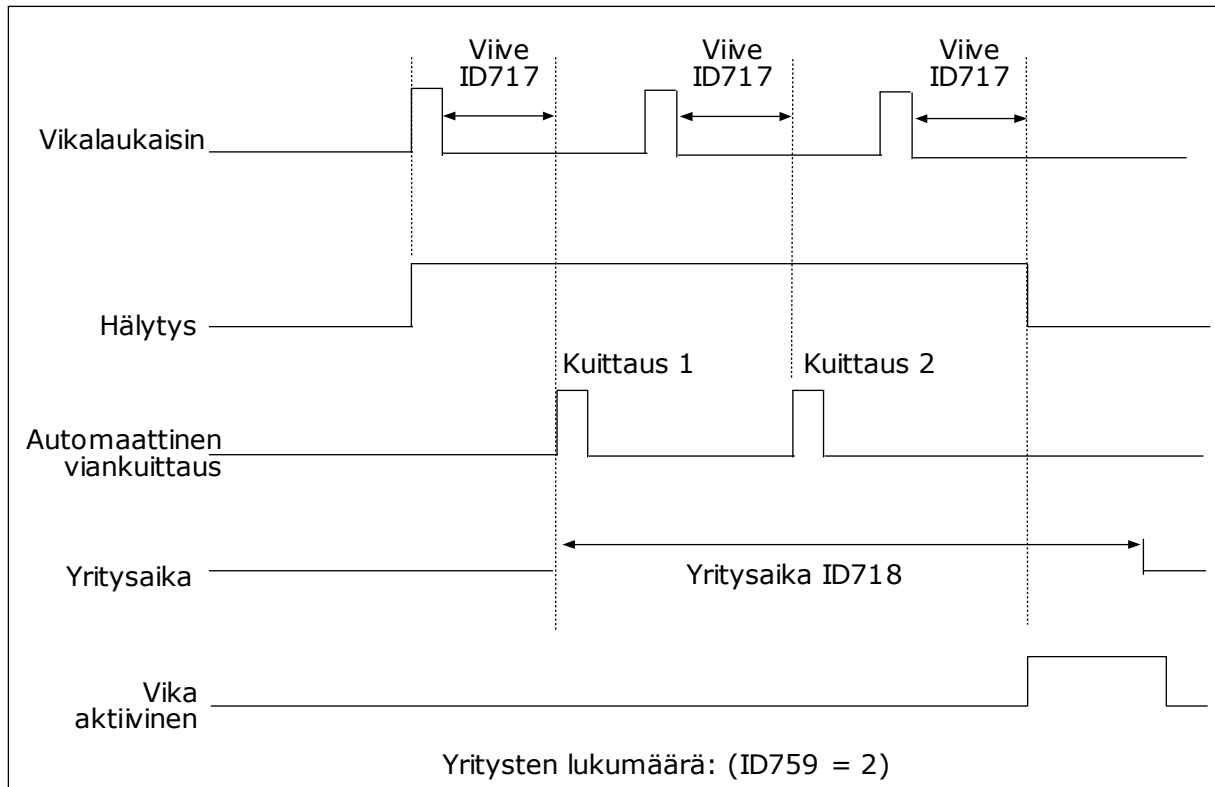 Viive
ID717
Viive
ID717
Viive
ID717
Vikalaukaisin
Hälytys
Kuittaus 1
Kuittaus 2
Automaattinen
viankuittaus
Yritysaika
Yritysaika ID718
Vika
aktiivinen
Yritysten lukumäärä: (ID759 = 2)